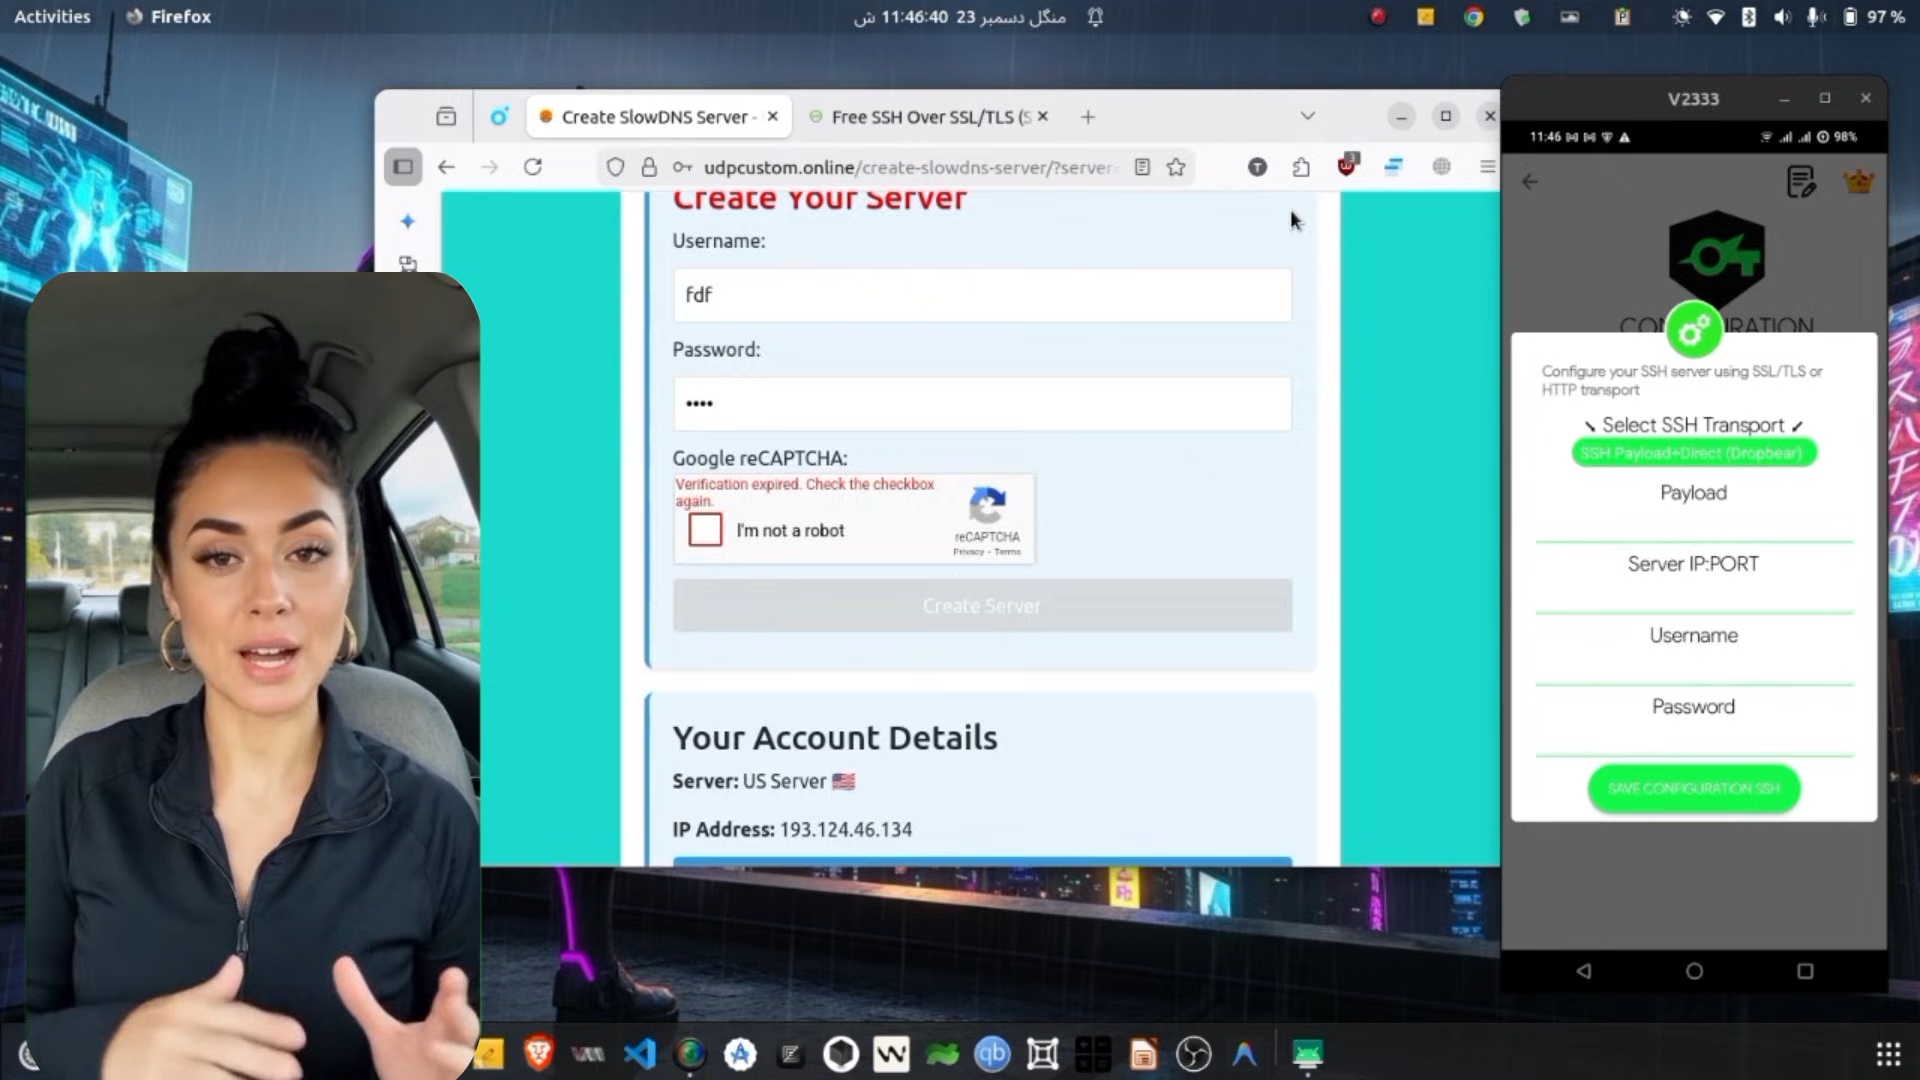 Activities
Firefox
منگل دسمبر 23 11:46:40 ش
97 %
Create SlowDNS Server -
Free SSH Over SSL/TLS (S
udpcustom.online/create-slowdns-server/?server=
3
Create Your Server
Username:
fdf
Password:
••••
Google reCAPTCHA:
Verification expired. Check the checkbox
again.
I'm not a robot
reCAPTCHA
Privacy - Terms
Create Server
Your Account Details
Server: US Server 🇺🇸
IP Address: 193.124.46.134
V2333
11:46
98%
Configure your SSH server using SSL/TLS or
HTTP transport
Select SSH Transport
SSH Payload+Direct (Dropbear)
Payload
Server IP:PORT
Username
Password
SAVE CONFIGURATION SSH
qb